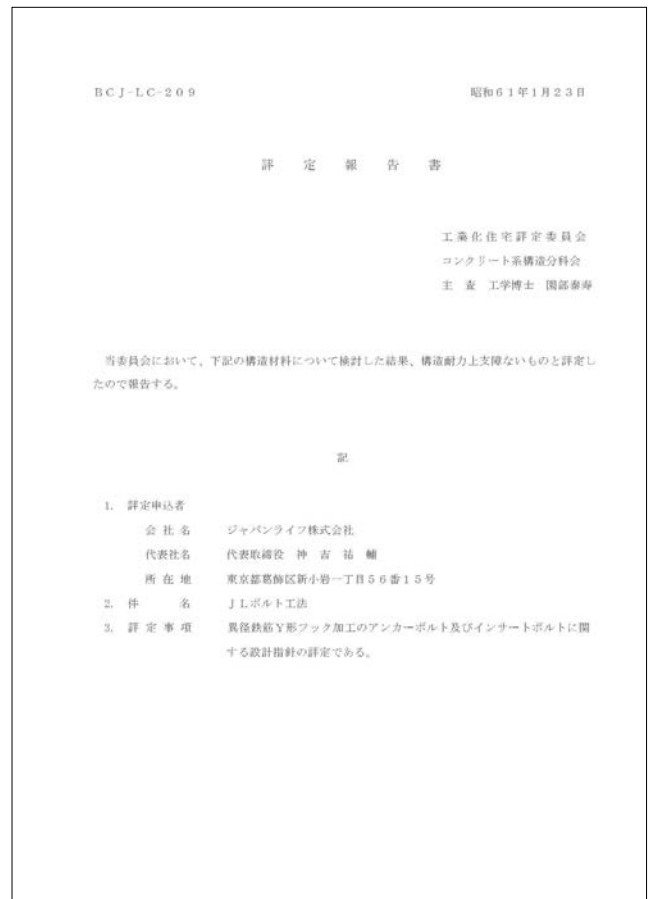 BCJ-LC-209
昭和61年1月23日
評定報告書
工業化住宅評定委員会
コンクリート系構造分科会
主査 工学博士 園部泰寿
当委員会において、下記の構造材料について検討した結果、構造耐力上支障ないものと評定し
たので報告する。
記
1. 評定申込者
会社名 ジャパンライフ株式会社
代表社名 代表取締役 神吉祐輔
所在地 東京都葛飾区新小岩一丁目56番15号
2. 件名 JLボルト工法
3. 評定事項 異径鉄筋Y形フック加工のアンカーボルト及びインサートボルトに関
する設計指針の評定である。